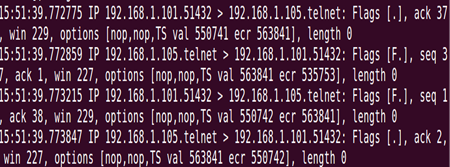 15:51:39.772775 IP 192.168.1.101.51432 > 192.168.1.105.telnet: Flags [.], ack 37
, win 229, options [nop,nop,TS val 550741 ecr 563841], length 0
15:51:39.772859 IP 192.168.1.105.telnet > 192.168.1.101.51432: Flags [F.], seq 3
7, ack 1, win 227, options [nop,nop,TS val 563841 ecr 535753], length 0
15:51:39.773215 IP 192.168.1.101.51432 > 192.168.1.105.telnet: Flags [F.], seq 1
, ack 38, win 229, options [nop,nop,TS val 550742 ecr 563841], length 0
15:51:39.773847 IP 192.168.1.105.telnet > 192.168.1.101.51432: Flags [.], ack 2,
win 227, options [nop,nop,TS val 563841 ecr 550742], length 0